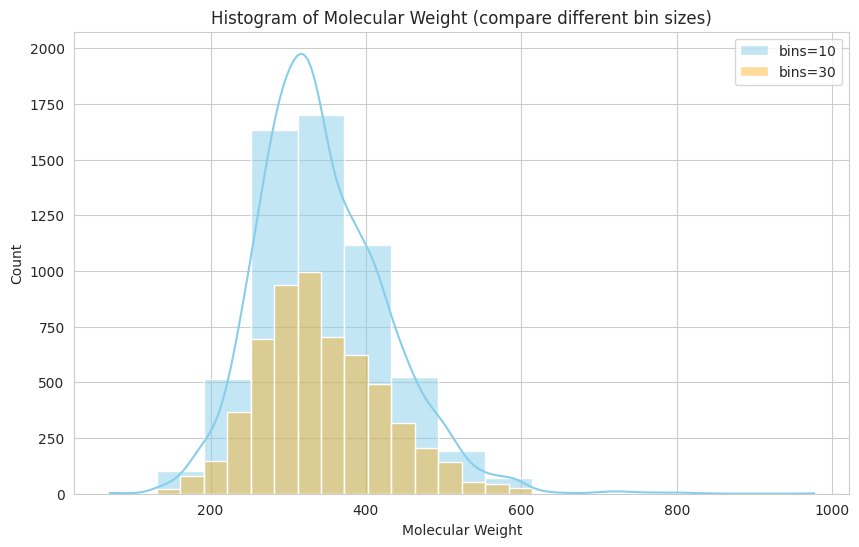 Histogram of Molecular Weight (compare different bin sizes)
bins=10
bins=30
2000
1750
1500
1250
1000
750
500
250
0
Count
200
400
600
800
1000
Molecular Weight